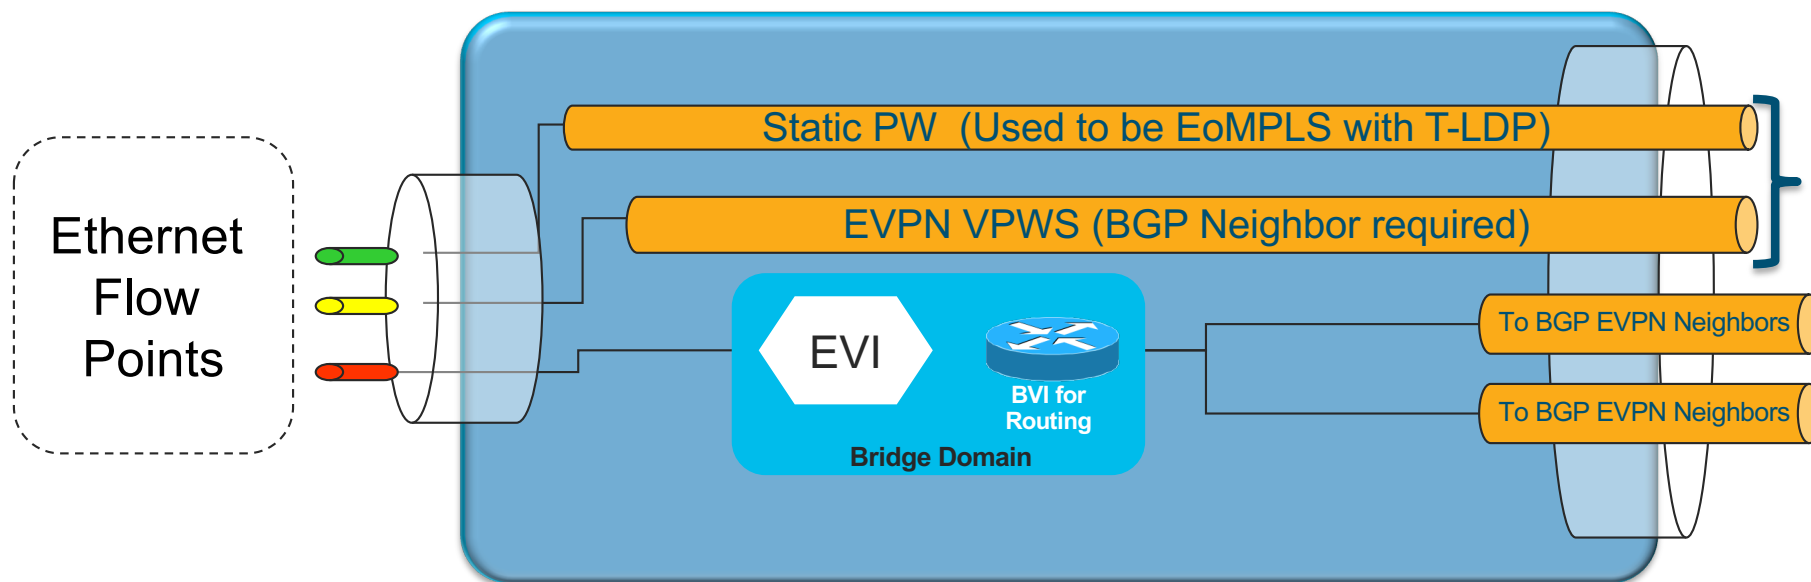 Ethernet
Flow
Points
Static PW  (Used to be EoMPLS with T-LDP)
EVPN VPWS (BGP Neighbor required)
EVI
BVI for
Routing
Bridge Domain
To BGP EVPN Neighbors
To BGP EVPN Neighbors